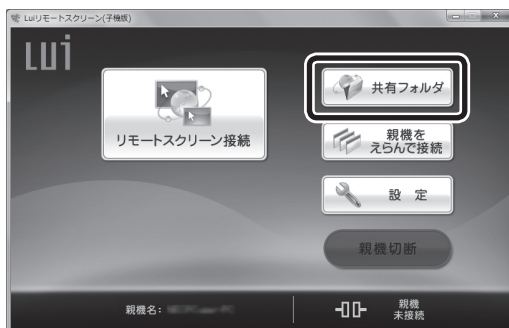 Luiリモートスクリーン(子機版)
Lui
リモートスクリーン接続
共有フォルダ
親機を
えらんで接続
設 定
親機切断
親機名:
親機
未接続